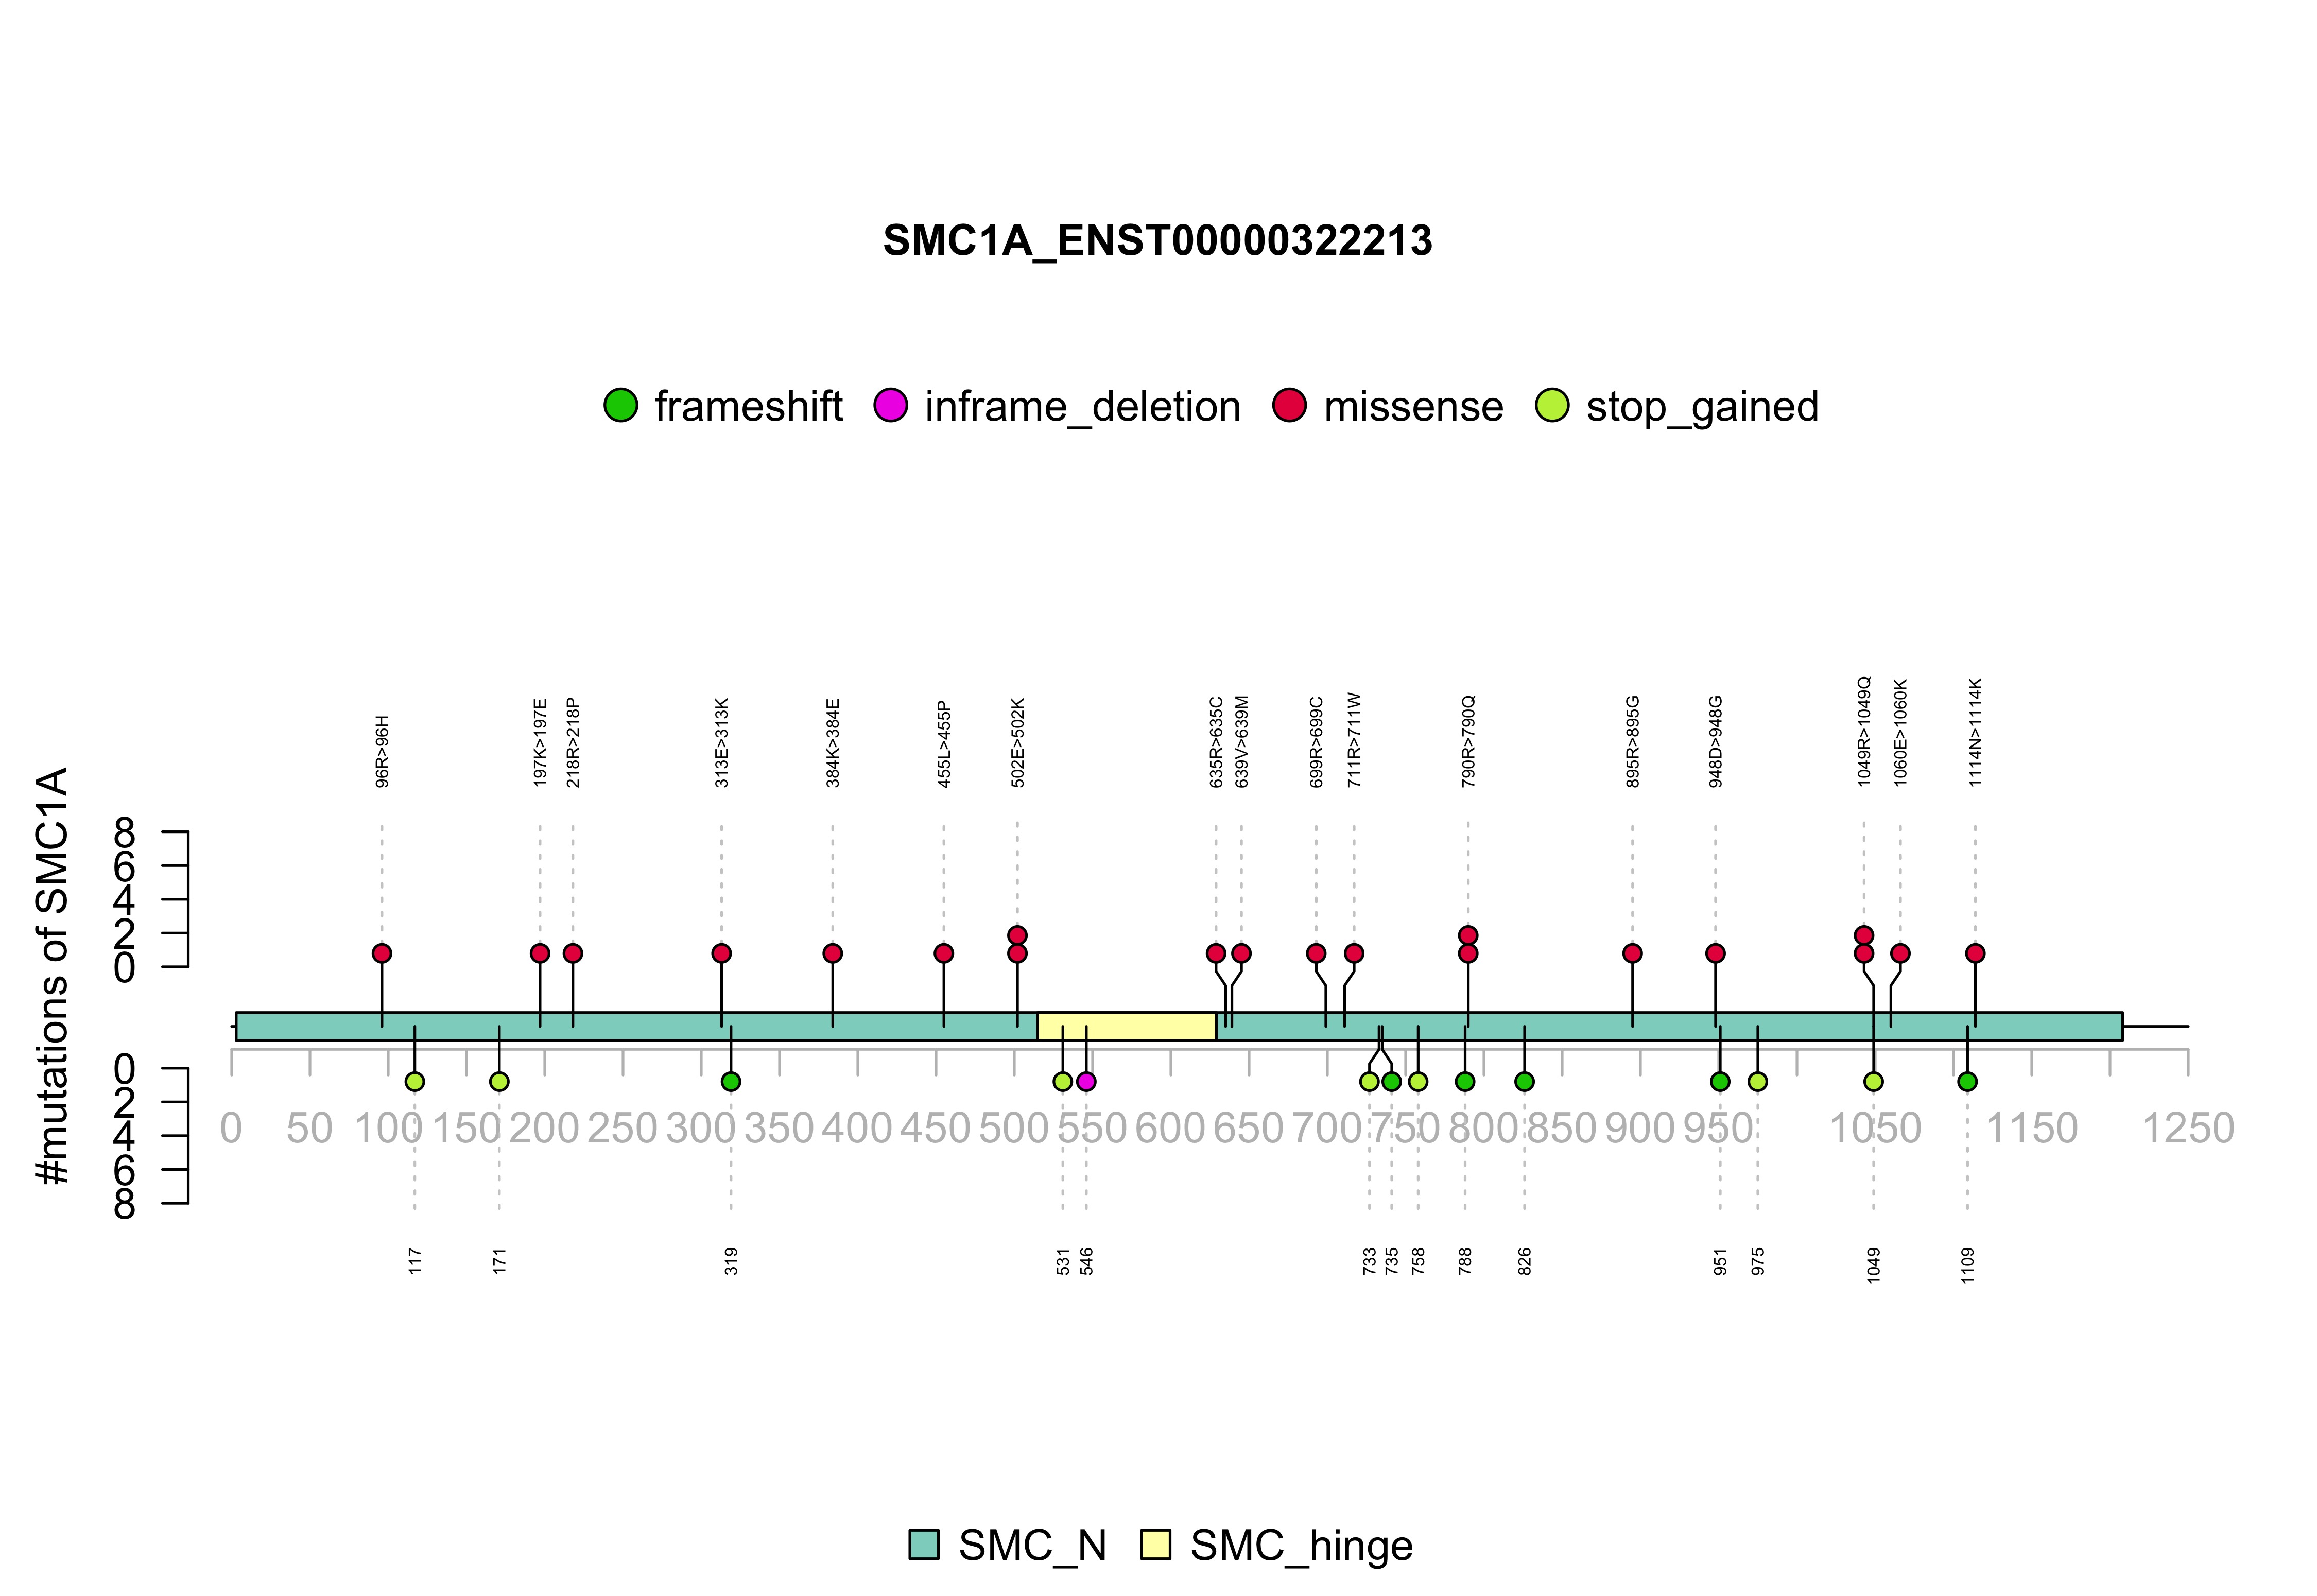 SMC1A_ENST00000322213
frameshift inframe_deletion missense stop_gained
96R>96H
197K>197E
218R>218P
313E>313K
384K>384E
455L>455P
502E>502K
635R>635C
639V>639M
699R>699C
711R>711W
790R>790Q
895R>895G
948D>948G
1049R>1049Q
1060E>1060K
1114N>1114K
#mutations of SMC1A
8
6
4
2
0
0
2
4
6
8
0 50 100 150 200 250 300 350 400 450 500 550 600 650 700 750 800 850 900 950 1050 1150 1250
117
171
319
531
546
733
735
758
788
826
951
975
1049
1109
SMC_N SMC_hinge